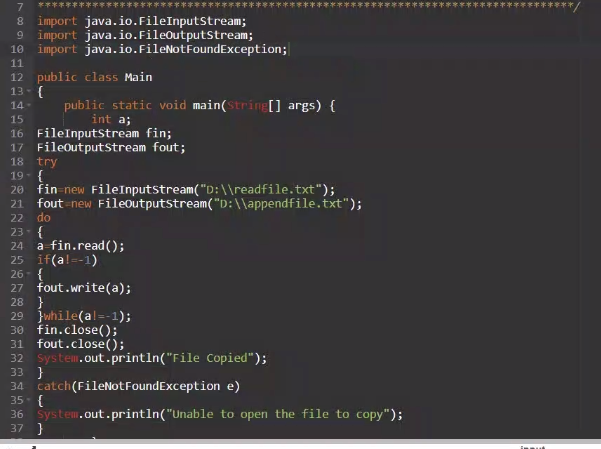 7 ******************************************************************************/
8 import java.io.FileInputStream;
9 import java.io.FileOutputStream;
10 import java.io.FileNotFoundException;
11
12 public class Main
13 {
14 public static void main(String[] args) {
15 int a;
16 FileInputStream fin;
17 FileOutputStream fout;
18 try
19 {
20 fin=new FileInputStream("D:\\readfile.txt");
21 fout=new FileOutputStream("D:\\appendfile.txt");
22 do
23 {
24 a=fin.read();
25 if(a!=-1)
26 {
27 fout.write(a);
28 }
29 }while(a!=-1);
30 fin.close();
31 fout.close();
32 System.out.println("File Copied");
33 }
34 catch(FileNotFoundException e)
35 {
36 System.out.println("Unable to open the file to copy");
37 }